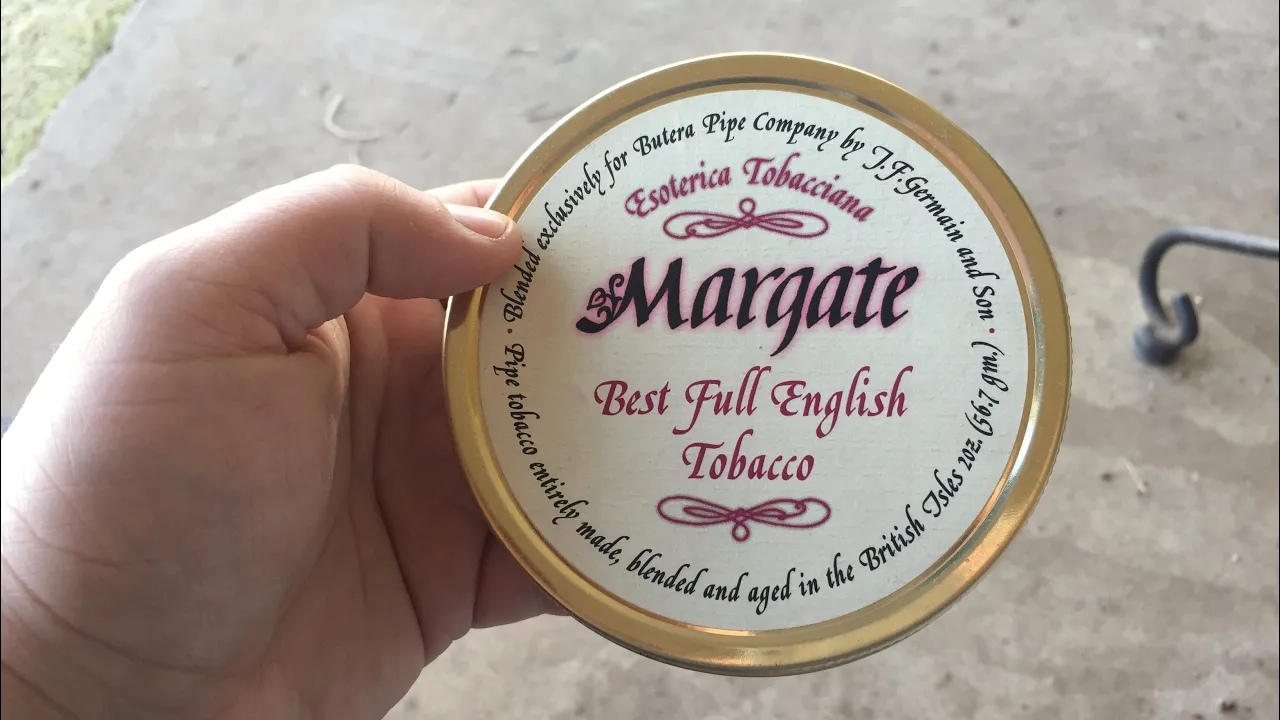 Blended exclusively for Butera Pipe Company by J.F.Germain and Son
Esoterica Tobacciana
Margate
Best Full English
Tobacco
Pipe tobacco entirely made, blended and aged in the British Isles 2oz. (56.7 gm.)